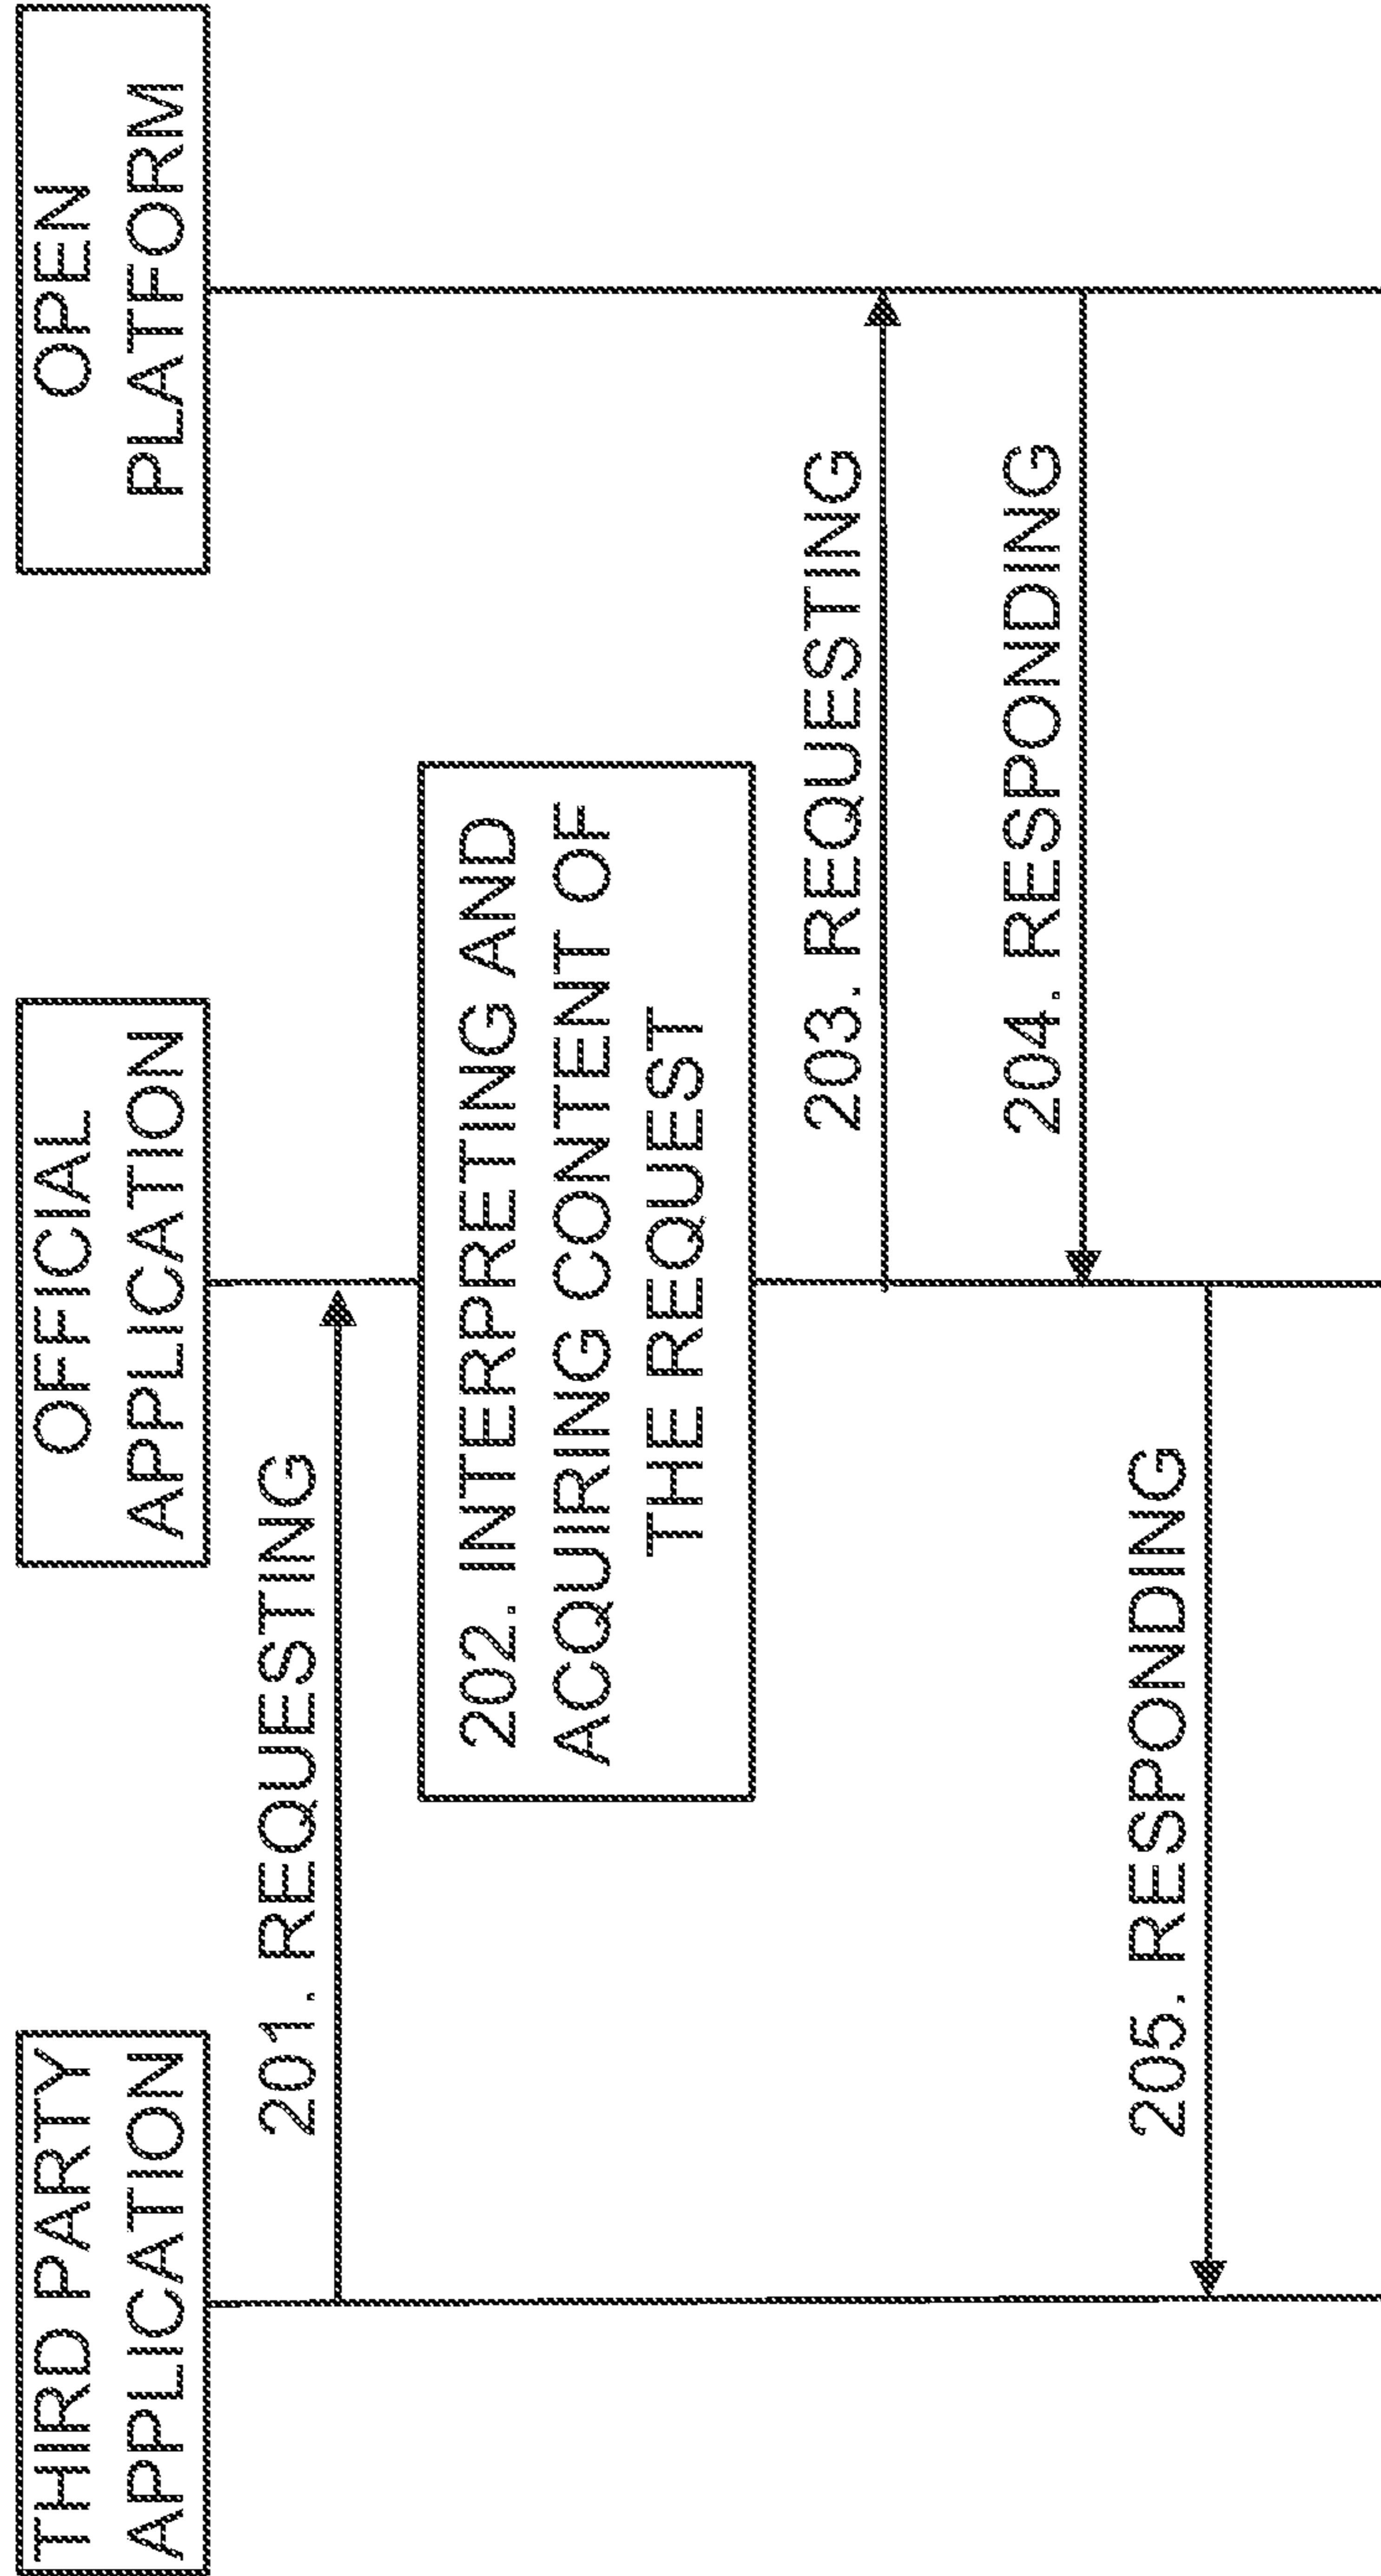 THIRD PARTY
APPLICATION
OFFICIAL
APPLICATION
OPEN
PLATFORM
201. REQUESTING
202. INTERPRETING AND
ACQUIRING CONTENT OF
THE REQUEST
203. REQUESTING
204. RESPONDING
205. RESPONDING